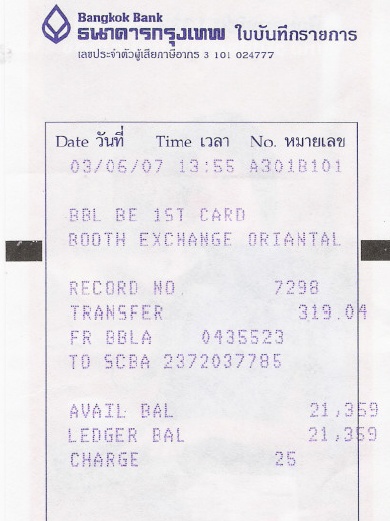 Bangkok Bank
ธนาคารกรุงเทพ ใบบันทึกรายการ
เลขประจำตัวผู้เสียภาษีอากร 3 101 024777
Date วันที่ Time เวลา No. หมายเลข
03/06/07 13:55 A301B101
BBL BE 1ST CARD
BOOTH EXCHANGE ORIANTAL
RECORD NO 7298
TRANSFER 319.04
FR BBLA 0435523
TO SCBA 2372037785
AVAIL BAL 21,359
LEDGER BAL 21,359
CHARGE 25